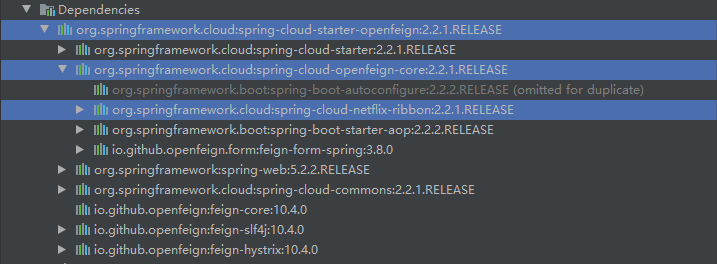 Dependencies
org.springframework.cloud:spring-cloud-starter-openfeign:2.2.1.RELEASE
org.springframework.cloud:spring-cloud-starter:2.2.1.RELEASE
org.springframework.cloud:spring-cloud-openfeign-core:2.2.1.RELEASE
org.springframework.boot:spring-boot-autoconfigure:2.2.2.RELEASE (omitted for duplicate)
org.springframework.cloud:spring-cloud-netflix-ribbon:2.2.1.RELEASE
org.springframework.boot:spring-boot-starter-aop:2.2.2.RELEASE
io.github.openfeign.form:feign-form-spring:3.8.0
org.springframework:spring-web:5.2.2.RELEASE
org.springframework.cloud:spring-cloud-commons:2.2.1.RELEASE
io.github.openfeign:feign-core:10.4.0
io.github.openfeign:feign-slf4j:10.4.0
io.github.openfeign:feign-hystrix:10.4.0